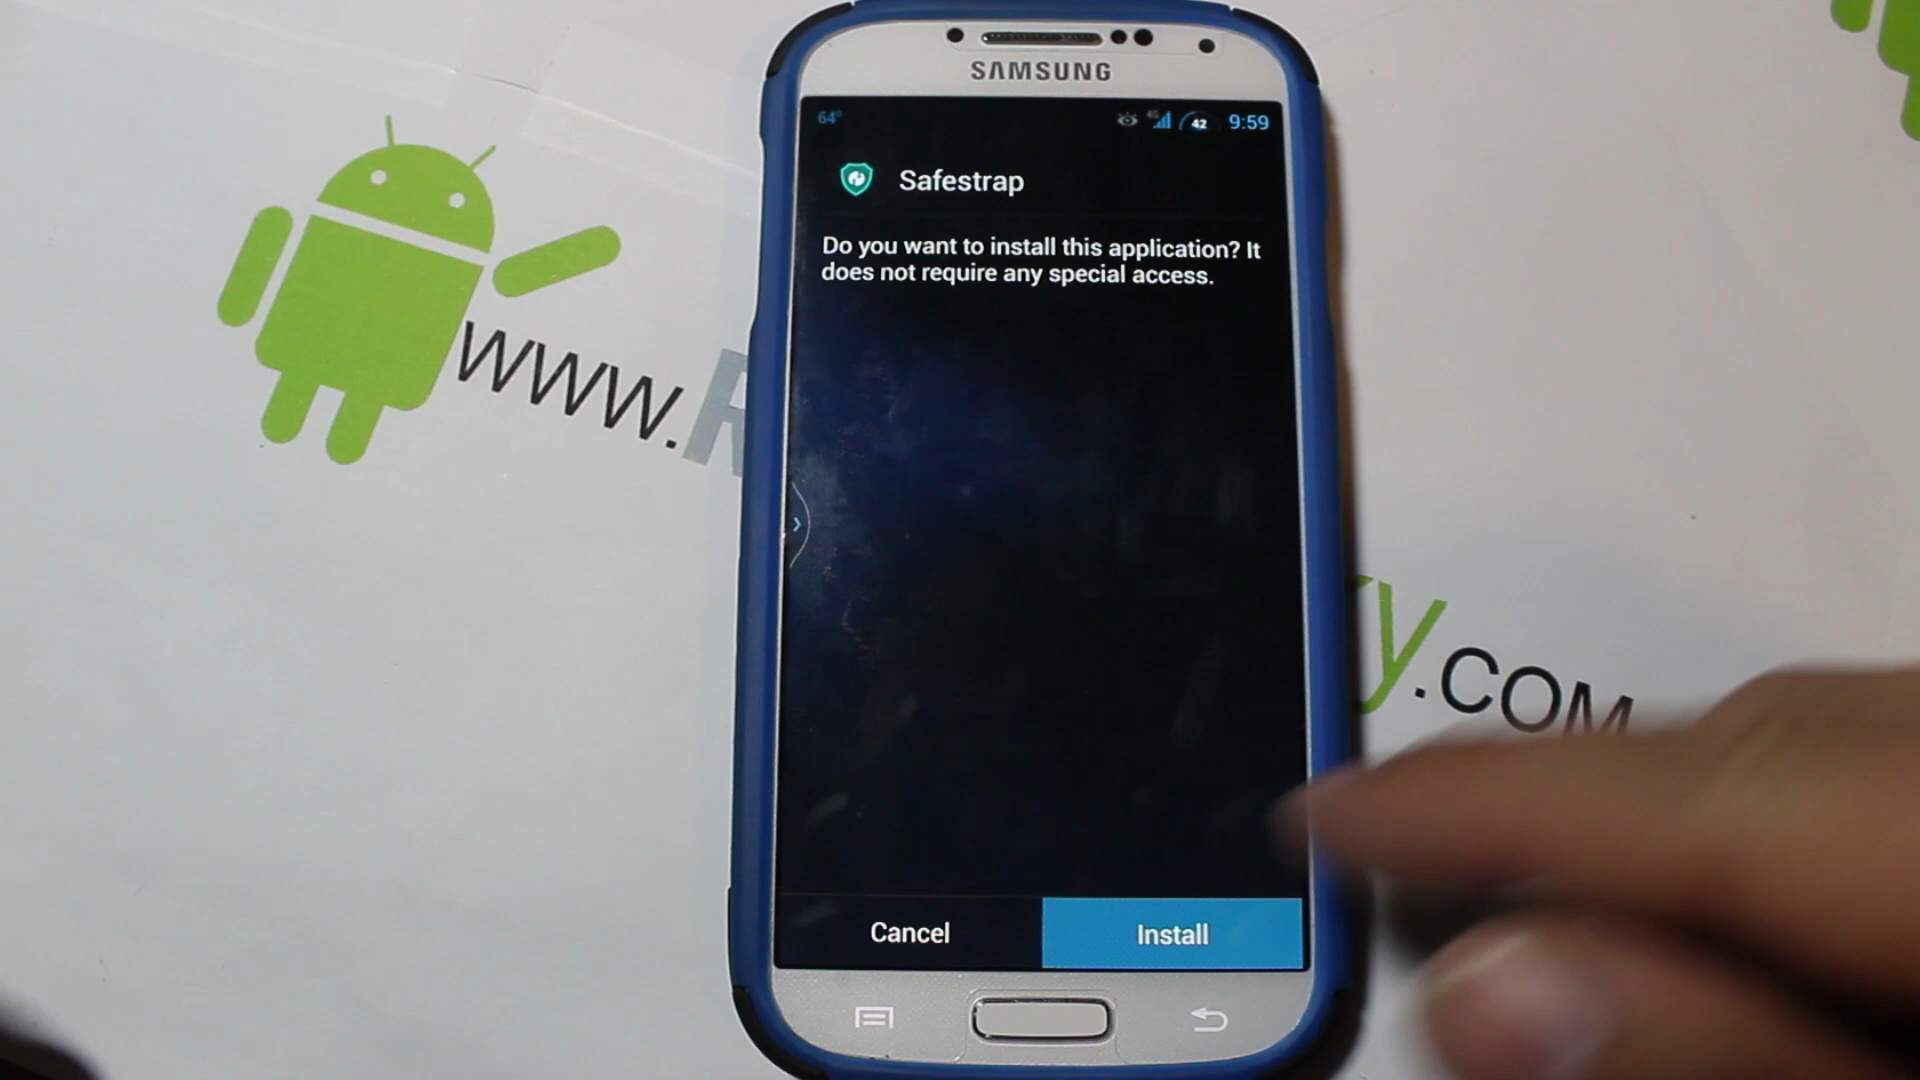 SAMSUNG
64° 4G 42 9:59
Safestrap
Do you want to install this application? It
does not require any special access.
www.R
y.COM
Cancel Install